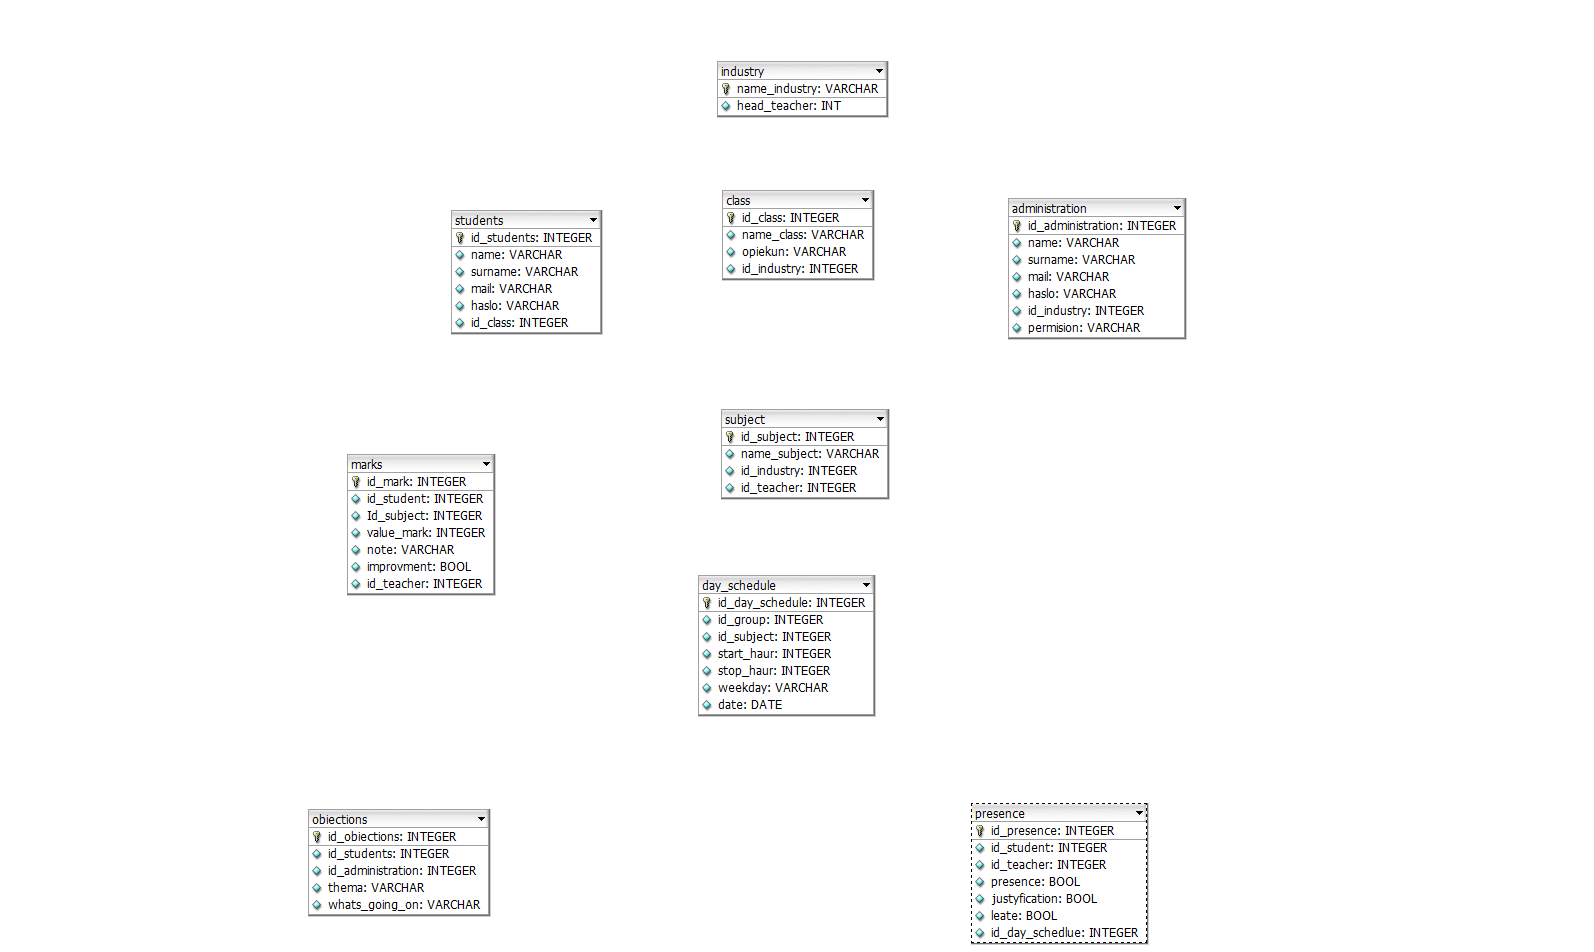 industry
name_industry: VARCHAR
head_teacher: INT
class
id_class: INTEGER
name_class: VARCHAR
opiekun: VARCHAR
id_industry: INTEGER
administration
id_administration: INTEGER
name: VARCHAR
surname: VARCHAR
mail: VARCHAR
haslo: VARCHAR
id_industry: INTEGER
permision: VARCHAR
students
id_students: INTEGER
name: VARCHAR
surname: VARCHAR
mail: VARCHAR
haslo: VARCHAR
id_class: INTEGER
subject
id_subject: INTEGER
name_subject: VARCHAR
id_industry: INTEGER
id_teacher: INTEGER
marks
id_mark: INTEGER
id_student: INTEGER
Id_subject: INTEGER
value_mark: INTEGER
note: VARCHAR
improvment: BOOL
id_teacher: INTEGER
day_schedule
id_day_schedule: INTEGER
id_group: INTEGER
id_subject: INTEGER
start_haur: INTEGER
stop_haur: INTEGER
weekday: VARCHAR
date: DATE
obiections
id_obiections: INTEGER
id_students: INTEGER
id_administration: INTEGER
thema: VARCHAR
whats_going_on: VARCHAR
presence
id_presence: INTEGER
id_student: INTEGER
id_teacher: INTEGER
presence: BOOL
justyfication: BOOL
leate: BOOL
id_day_schedlue: INTEGER